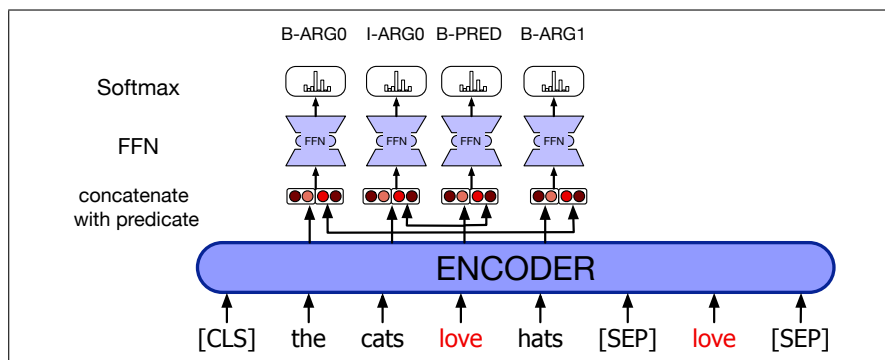 B-ARG0 I-ARG0 B-PRED B-ARG1
Softmax
FFN FFN FFN FFN FFN
concatenate
with predicate
ENCODER
[CLS] the cats love hats [SEP] love [SEP]